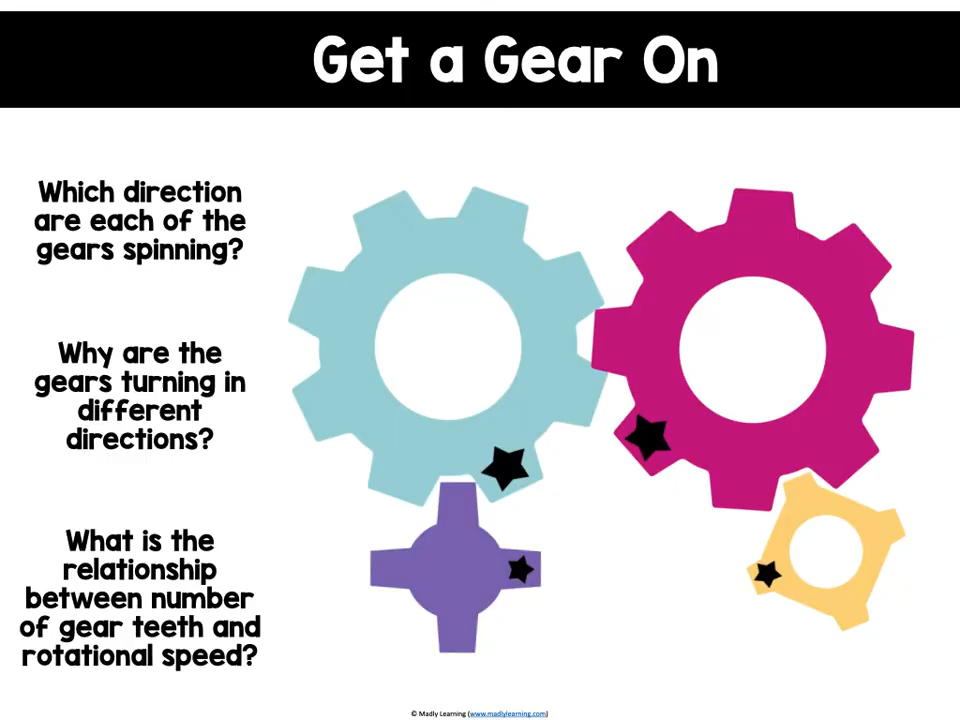 Get a Gear On
Which direction
are each of the
gears spinning?
Why are the
gears turning in
different
directions?
What is the
relationship
between number
of gear teeth and
rotational speed?
© Madly Learning (www.madlylearning.com)